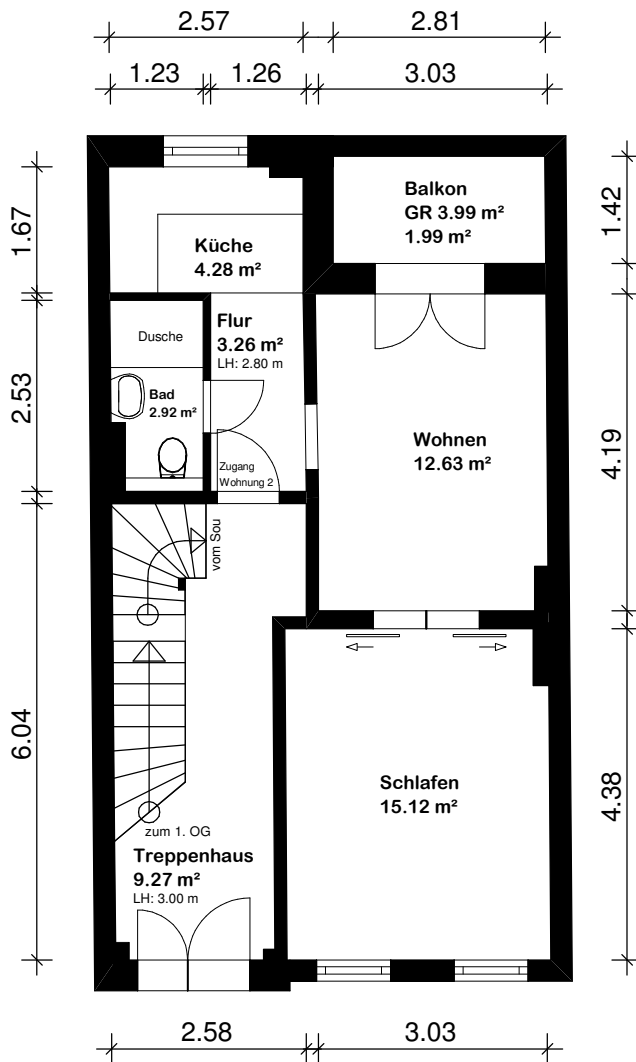 2.57
2.81
1.23
1.26
3.03
1.67
1.42
Balkon
GR 3.99 m²
1.99 m²
Küche
4.28 m²
Flur
3.26 m²
LH: 2.80 m
Dusche
Bad
2.92 m²
2.53
Wohnen
12.63 m²
4.19
Zugang
Wohnung 2
vom Sou
6.04
Schlafen
15.12 m²
4.38
zum 1. OG
Treppenhaus
9.27 m²
LH: 3.00 m
2.58
3.03